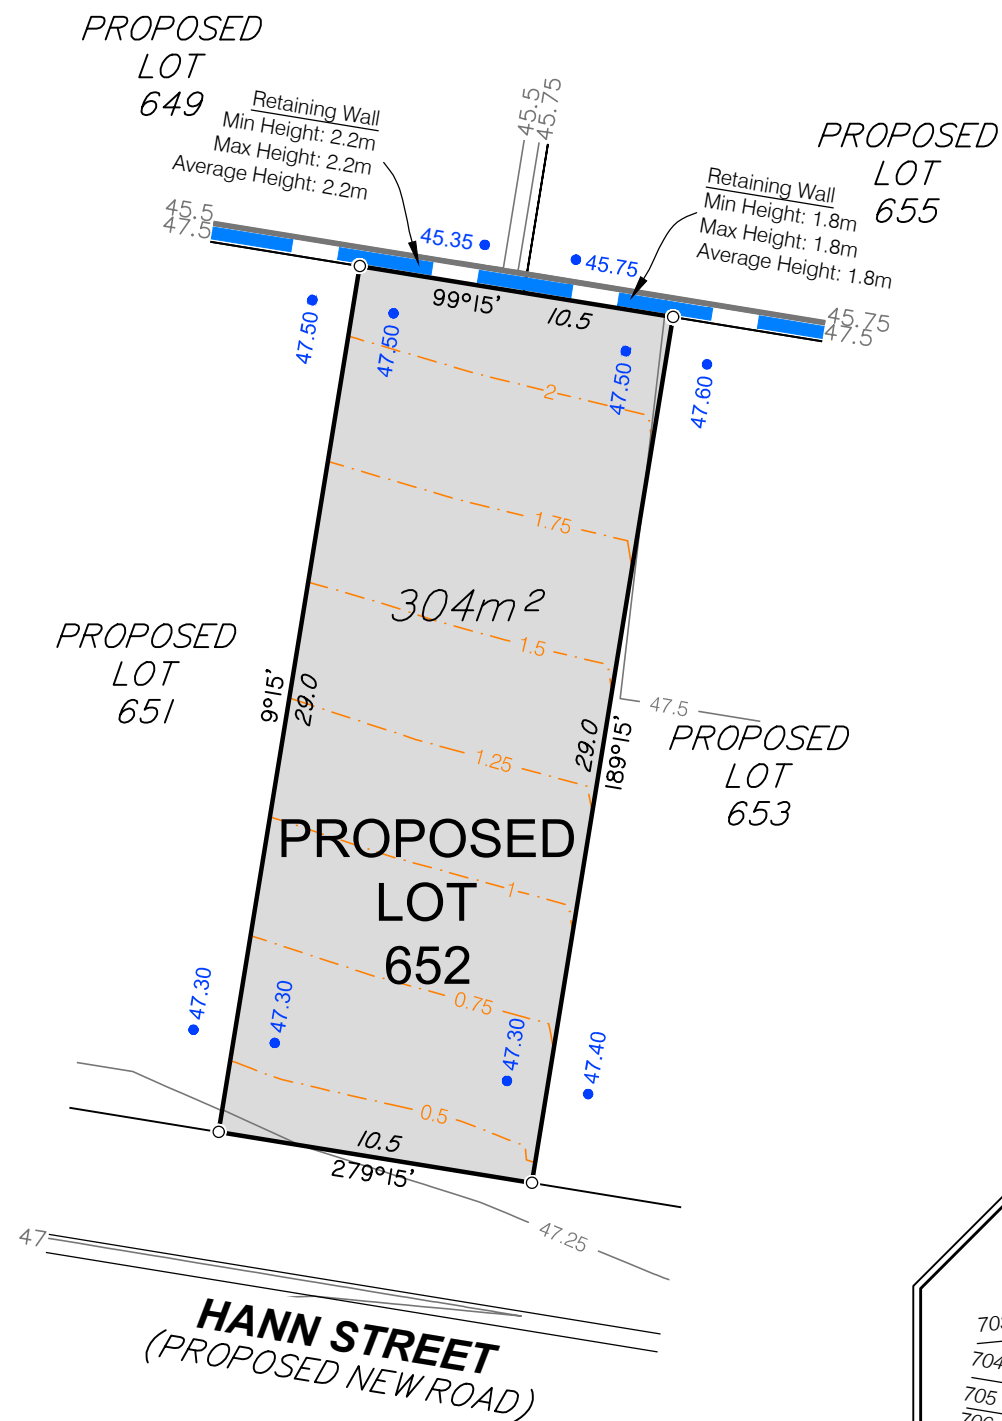 PROPOSED
LOT
649
Retaining Wall
Min Height: 2.2m
Max Height: 2.2m
Average Height: 2.2m
45.5
45.75
PROPOSED
LOT
655
Retaining Wall
Min Height: 1.8m
Max Height: 1.8m
Average Height: 1.8m
45.5
47.5
45.35
45.75
45.75
47.5
99°15'
10.5
47.50
47.50
47.50
47.60
2
1.75
304m²
1.5
PROPOSED
LOT
651
9°15'
29.0
47.5
29.0
189°15'
PROPOSED
LOT
653
1.25
PROPOSED
LOT
652
1
0.75
47.30
47.30
47.30
47.40
0.5
10.5
279°15'
47.25
47
HANN STREET
(PROPOSED NEW ROAD)
704
705